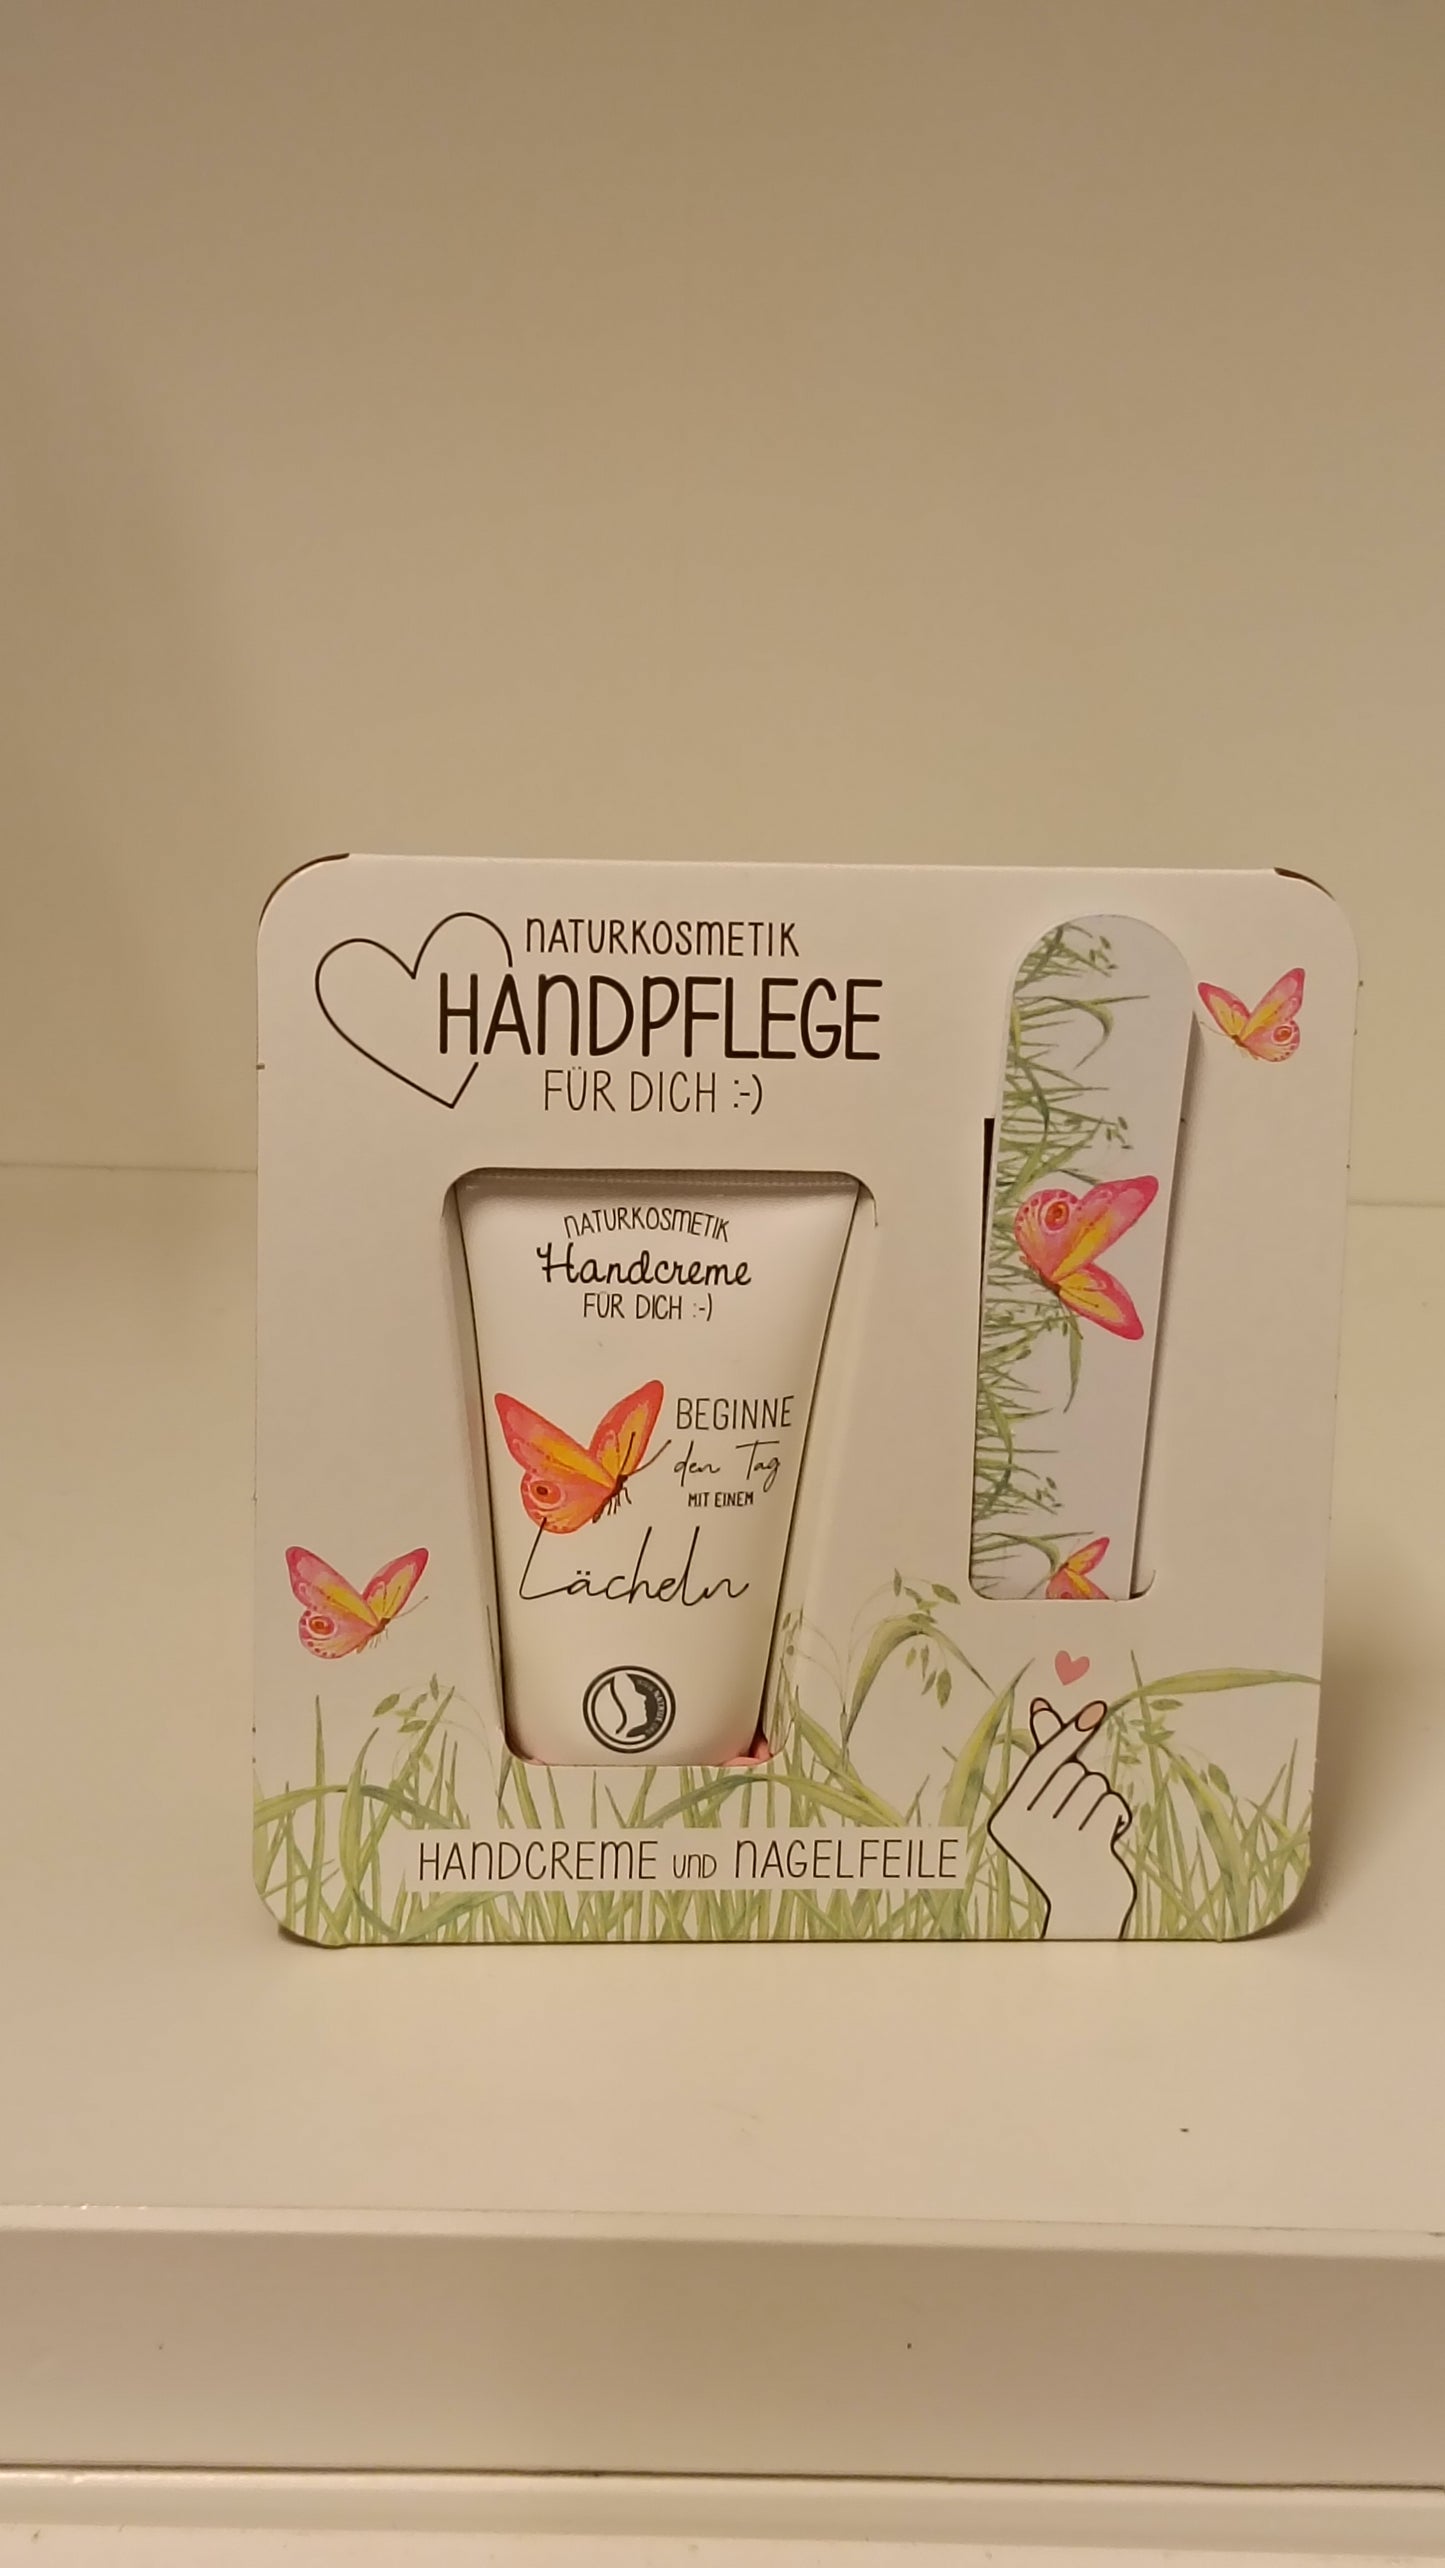 NATURKOSMETIK
HANDPFLEGE
FÜR DICH :-)
NATURKOSMETIK
Handcreme
FÜR DICH :-)
BEGINNE
den Tag
MIT EINEM
Lächeln
HANDCREME UND NAGELFEILE